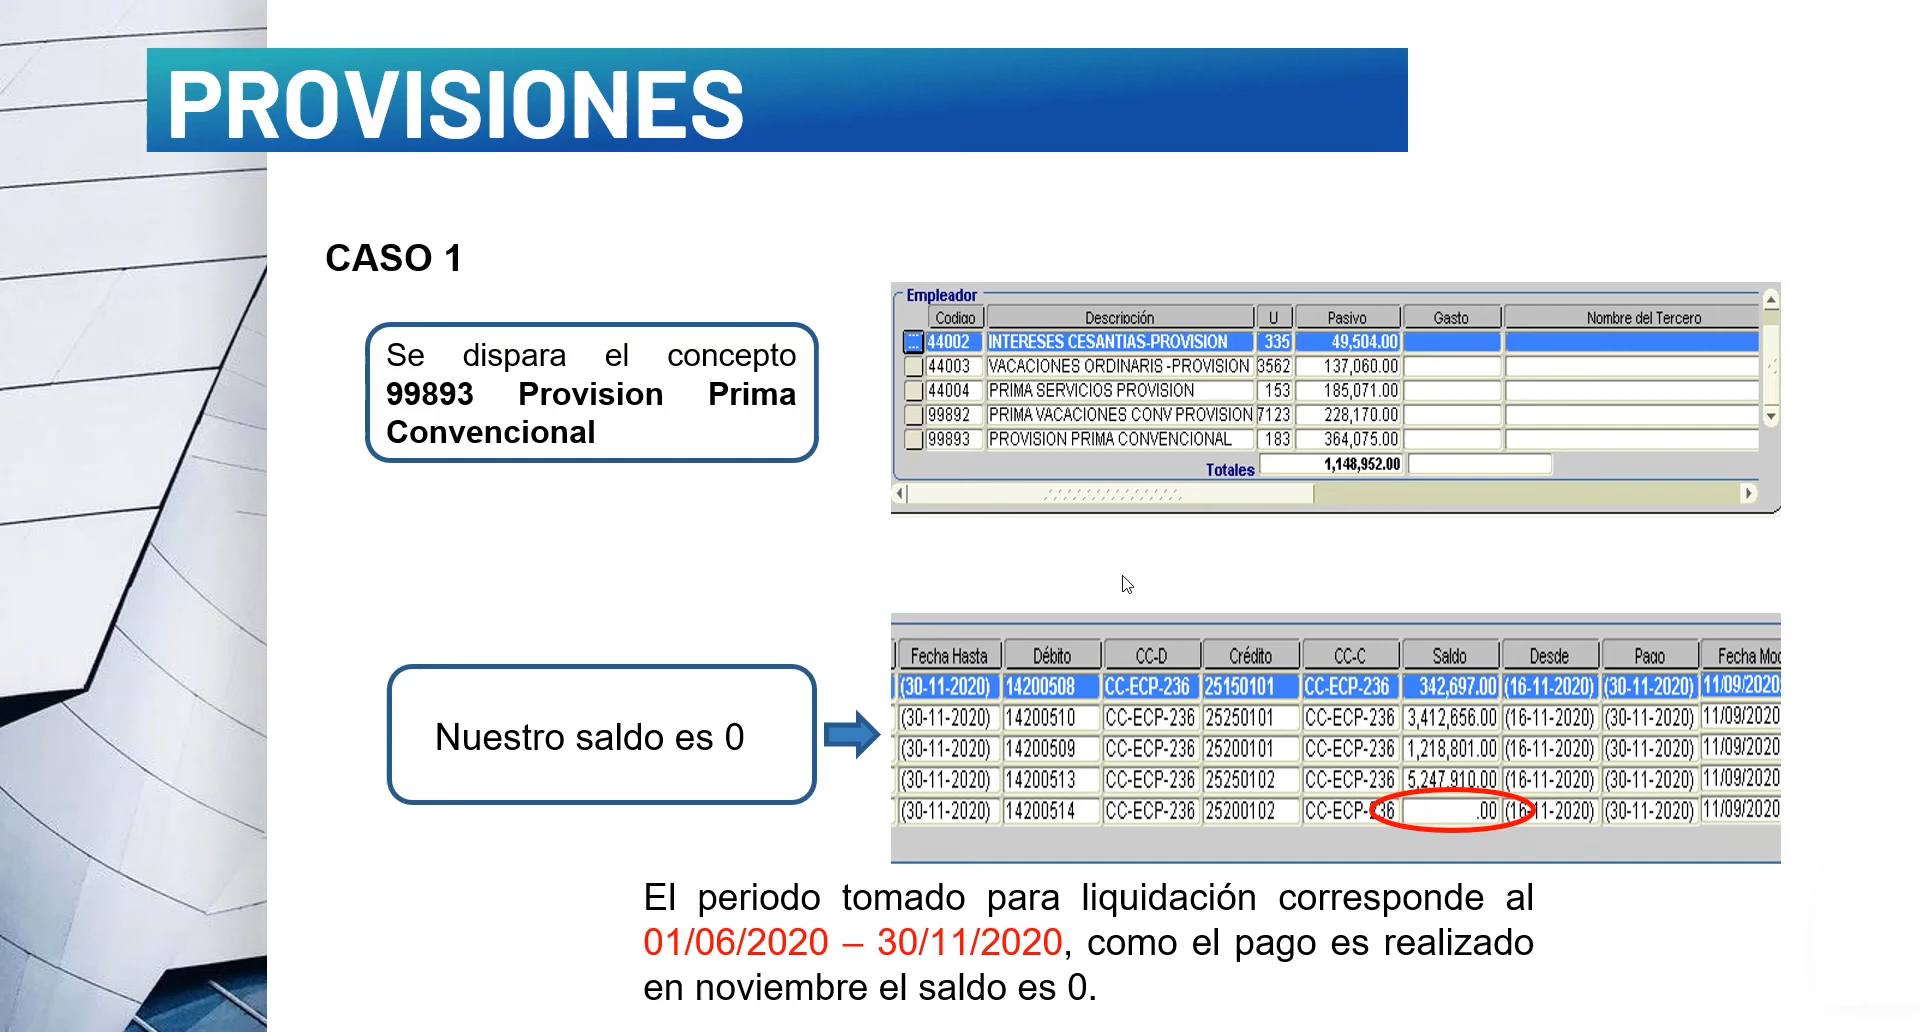 PROVISIONES
CASO 1
Se dispara el concepto
99893 Provision Prima
Convencional
Empleador
Codigo Descripción U Pasivo Gasto Nombre del Tercero
44002 INTERESES CESANTIAS-PROVISION 335 49,504.00
44003 VACACIONES ORDINARIS -PROVISION 3562 137,060.00
44004 PRIMA SERVICIOS PROVISION 153 185,071.00
99892 PRIMA VACACIONES CONV PROVISION 7123 228,170.00
99893 PROVISION PRIMA CONVENCIONAL 183 364,075.00
Totales 1,148,952.00
Nuestro saldo es 0
Fecha Hasta Débito CC-D Crédito CC-C Saldo Desde Pago Fecha Moc
(30-11-2020) 14200508 CC-ECP-236 25150101 CC-ECP-236 342,697.00 (16-11-2020) (30-11-2020) 11/09/2020
(30-11-2020) 14200510 CC-ECP-236 25250101 CC-ECP-236 3,412,656.00 (16-11-2020) (30-11-2020) 11/09/2020
(30-11-2020) 14200509 CC-ECP-236 25200101 CC-ECP-236 1,218,801.00 (16-11-2020) (30-11-2020) 11/09/2020
(30-11-2020) 14200513 CC-ECP-236 25250102 CC-ECP-236 5,247,910.00 (16-11-2020) (30-11-2020) 11/09/2020
(30-11-2020) 14200514 CC-ECP-236 25200102 CC-ECP-236 .00 (16-11-2020) (30-11-2020) 11/09/2020
El periodo tomado para liquidación corresponde al
01/06/2020 – 30/11/2020, como el pago es realizado
en noviembre el saldo es 0.